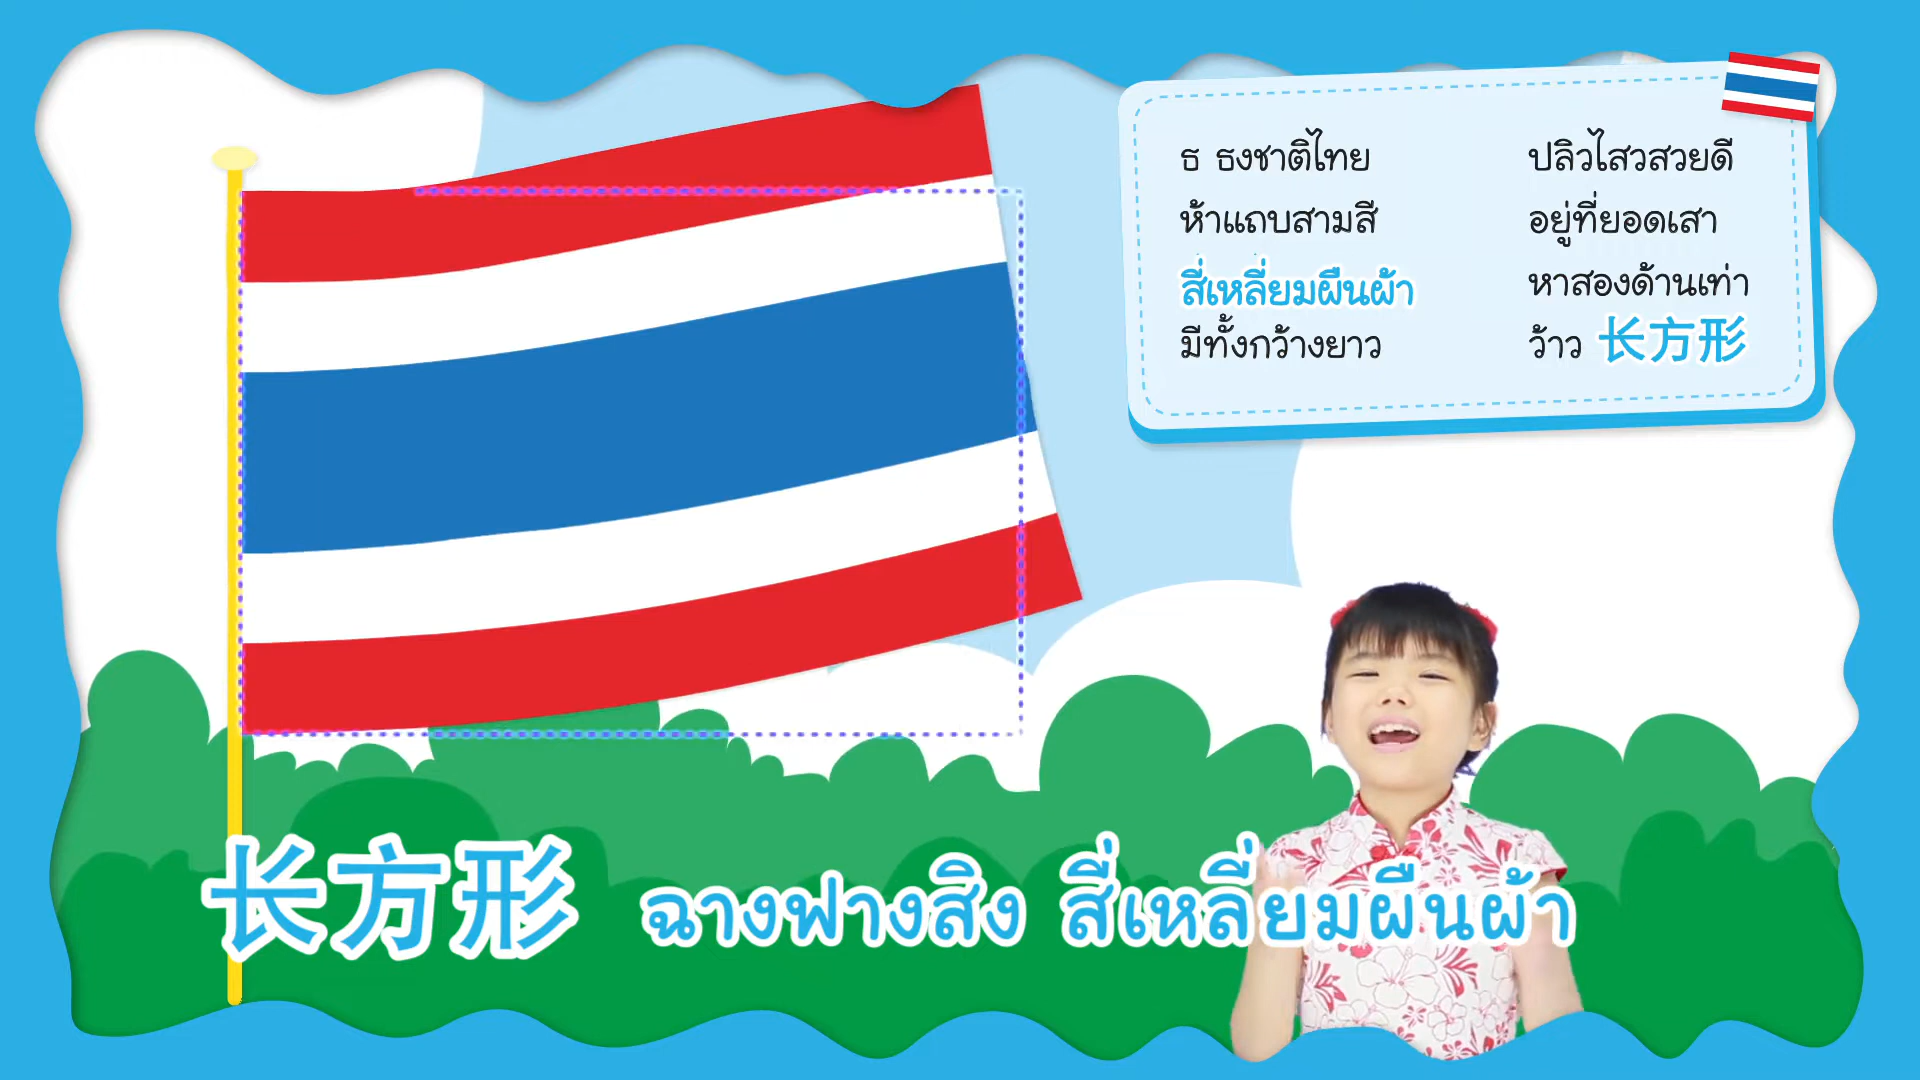 ธ ธงชาติไทย ปลิวไสวสวยดี
ห้าแถบสามสี อยู่ที่ยอดเสา
สี่เหลี่ยมผืนผ้า หาสองด้านเท่า
มีทั้งกว้างยาว ว้าว 长方形
长方形 ฉางฟางสิง สี่เหลี่ยมผืนผ้า